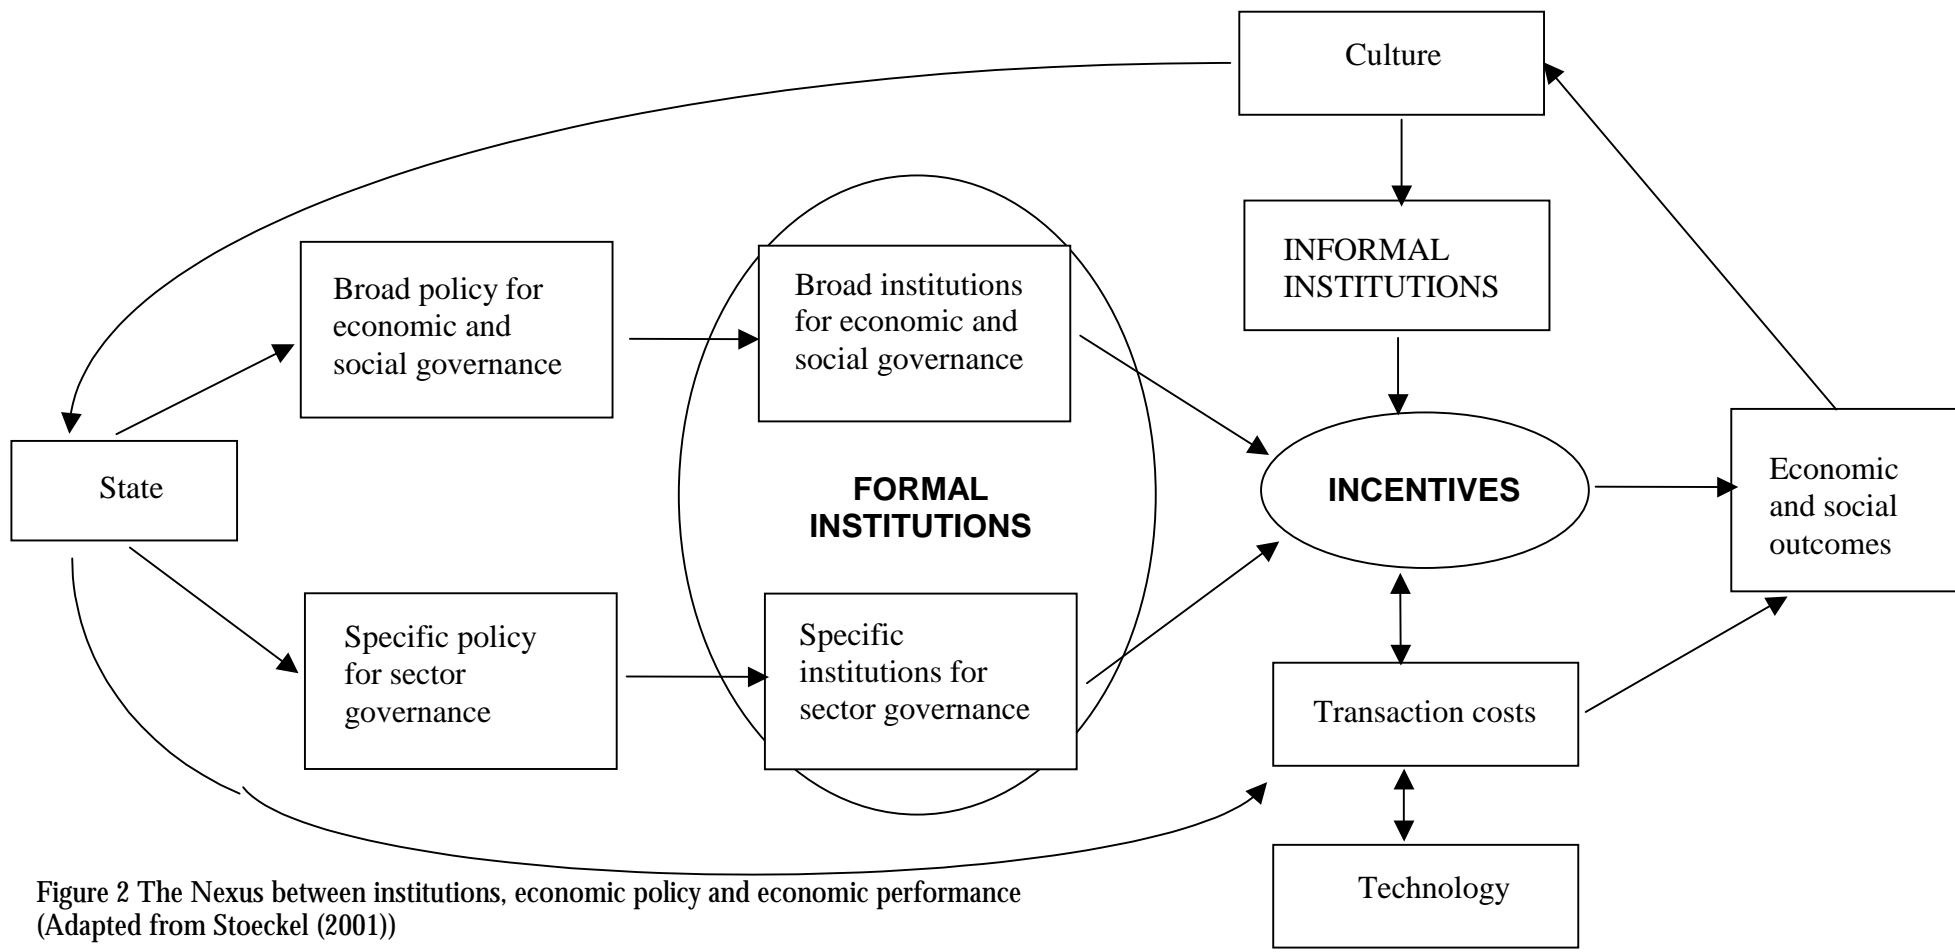 Culture
INFORMAL
INSTITUTIONS
Broad policy for
economic and
social governance
Broad institutions
for economic and
social governance
State
FORMAL
INSTITUTIONS
INCENTIVES
Economic
and social
outcomes
Specific policy
for sector
governance
Specific
institutions for
sector governance
Transaction costs
Technology
Figure 2 The Nexus between institutions, economic policy and economic performance
(Adapted from Stoeckel (2001))